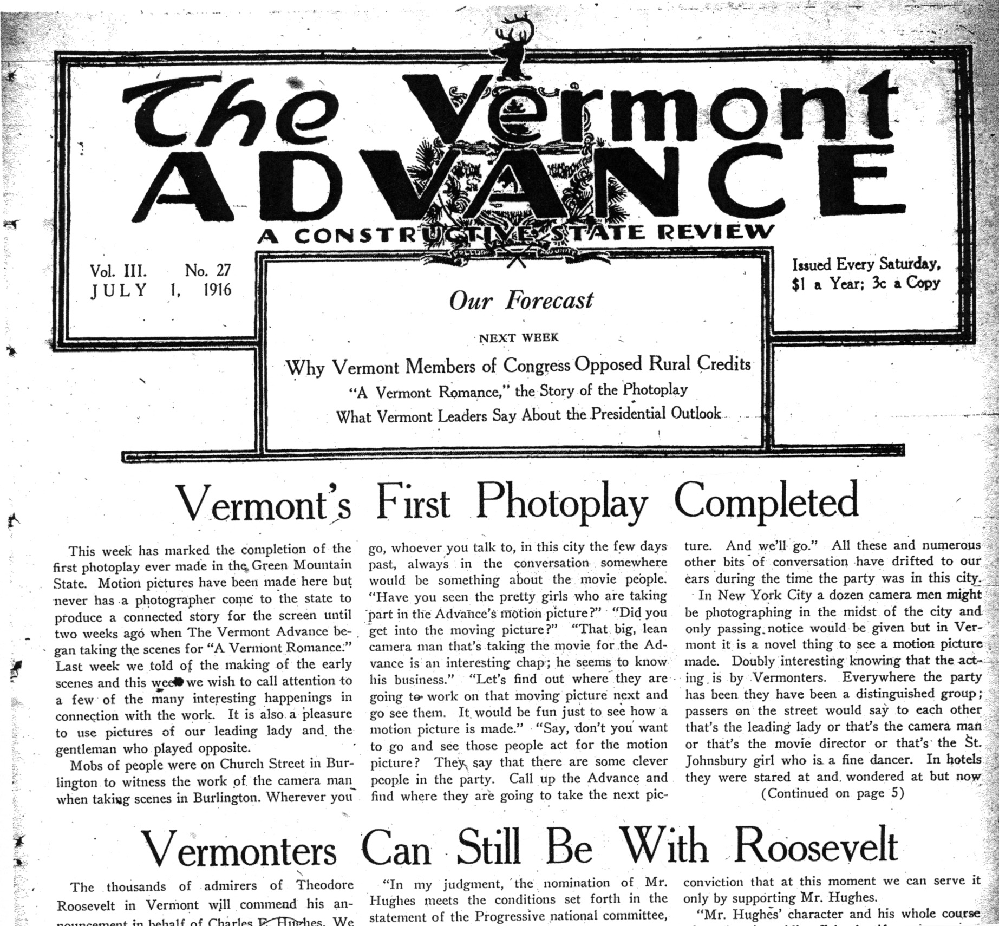 The Vermont
ADVANCE
A CONSTRUCTIVE STATE REVIEW
Vol. III. No. 27
JULY 1, 1916
Issued Every Saturday,
$1 a Year; 3c a Copy
Our Forecast
NEXT WEEK
Why Vermont Members of Congress Opposed Rural Credits
“A Vermont Romance,” the Story of the Photoplay
What Vermont Leaders Say About the Presidential Outlook
Vermont’s First Photoplay Completed
This week has marked the completion of the
first photoplay ever made in the Green Mountain
State. Motion pictures have been made here but
never has a photographer come to the state to
produce a connected story for the screen until
two weeks ago when The Vermont Advance be-
gan taking the scenes for “A Vermont Romance.”
Last week we told of the making of the early
scenes and this week we wish to call attention to
a few of the many interesting happenings in
connection with the work. It is also a pleasure
to use pictures of our leading lady and the
gentleman who played opposite.
Mobs of people were on Church Street in Bur-
lington to witness the work of the camera man
when taking scenes in Burlington. Wherever you
go, whoever you talk to, in this city the few days
past, always in the conversation somewhere
would be something about the movie people.
“Have you seen the pretty girls who are taking
part in the Advance’s motion picture?” “Did you
get into the moving picture?” “That big, lean
camera man that’s taking the movie for the Ad-
vance is an interesting chap; he seems to know
his business.” “Let’s find out where they are
going to work on that moving picture next and
go see them. It would be fun just to see how a
motion picture is made.” “Say, don’t you want
to go and see those people act for the motion
picture? They say that there are some clever
people in the party. Call up the Advance and
find where they are going to take the next pic-
ture. And we’ll go.” All these and numerous
other bits of conversation have drifted to our
ears during the time the party was in this city.
In New York City a dozen camera men might
be photographing in the midst of the city and
only passing notice would be given but in Ver-
mont it is a novel thing to see a motion picture
made. Doubly interesting knowing that the act-
ing is by Vermonters. Everywhere the party
has been they have been a distinguished group;
passers on the street would say to each other
that’s the leading lady or that’s the camera man
or that’s the movie director or that’s the St.
Johnsbury girl who is a fine dancer. In hotels
they were stared at and wondered at but now
(Continued on page 5)
Vermonters Can Still Be With Roosevelt
The thousands of admirers of Theodore
Roosevelt in Vermont will commend his an-
nouncement in behalf of Charles E. Hughes. We
“In my judgment, the nomination of Mr.
Hughes meets the conditions set forth in the
statement of the Progressive national committee,
conviction that at this moment we can serve it
only by supporting Mr. Hughes.
“Mr. Hughes’ character and his whole course